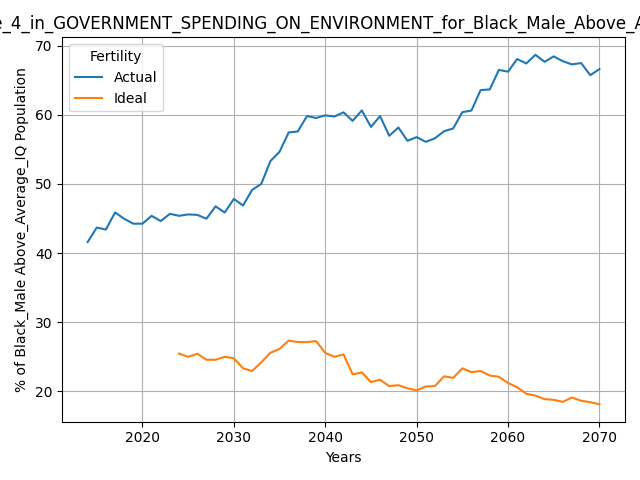 _4_in_GOVERNMENT_SPENDING_ON_ENVIRONMENT_for_Black_Male_Above_
Fertility
Actual
Ideal
% of Black_Male Above_Average_IQ Population
70
60
50
40
30
20
2020 2030 2040 2050 2060 2070
Years